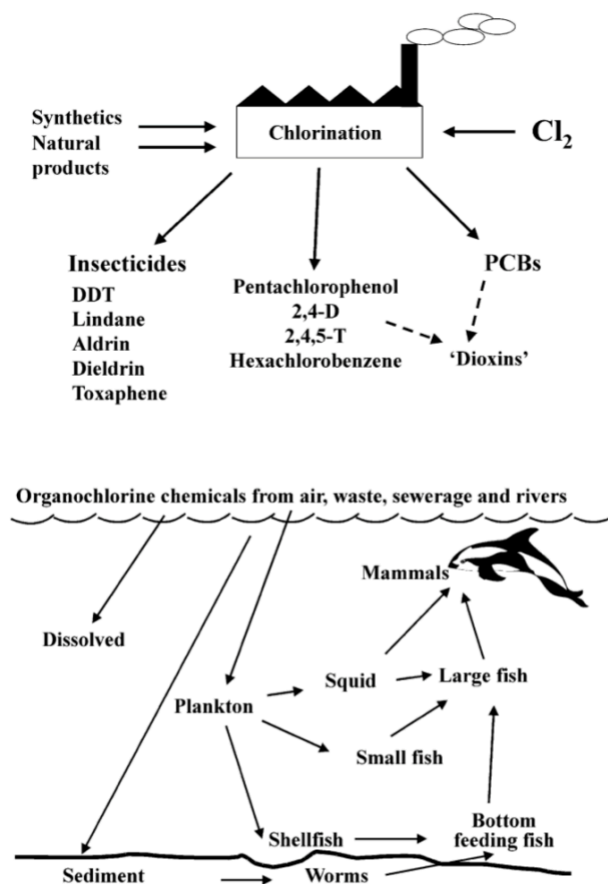 Synthetics
Natural
products
Chlorination
Cl₂
Insecticides
DDT
Lindane
Aldrin
Dieldrin
Toxaphene
Pentachlorophenol
2,4-D
2,4,5-T
Hexachlorobenzene
PCBs
‘Dioxins’
Organochlorine chemicals from air, waste, sewerage and rivers
Mammals
Dissolved
Squid
Large fish
Plankton
Small fish
Shellfish
Bottom
feeding fish
Sediment
Worms